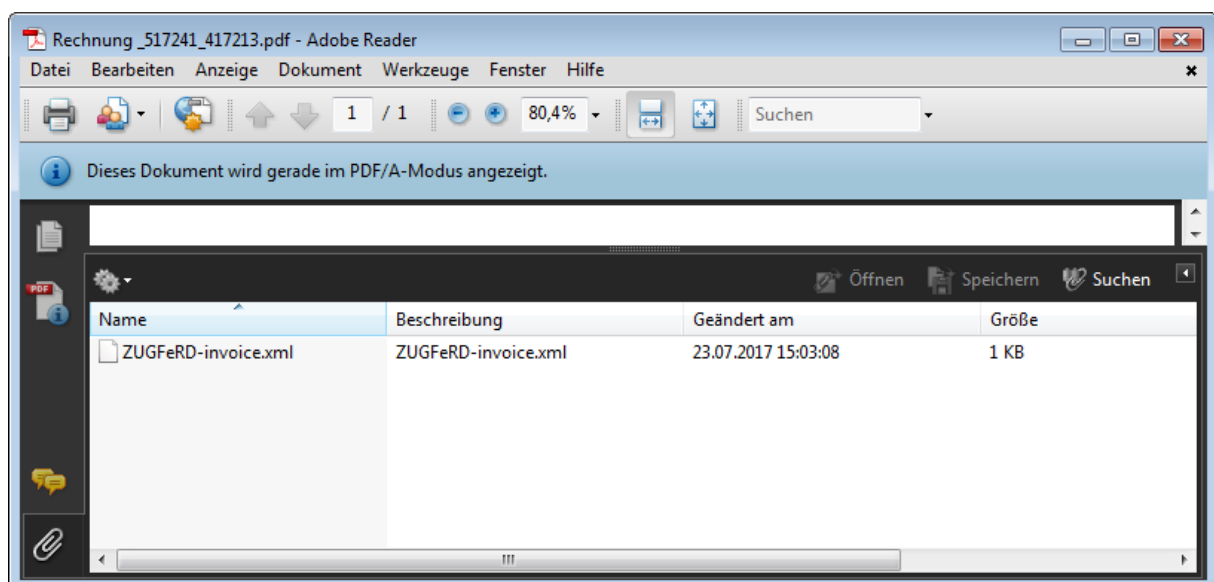 Rechnung _517241_417213.pdf - Adobe Reader
Datei Bearbeiten Anzeige Dokument Werkzeuge Fenster Hilfe
1 / 1 80,4% Suchen
Dieses Dokument wird gerade im PDF/A-Modus angezeigt.
PDF
Öffnen Speichern Suchen
Name Beschreibung Geändert am Größe
ZUGFeRD-invoice.xml ZUGFeRD-invoice.xml 23.07.2017 15:03:08 1 KB